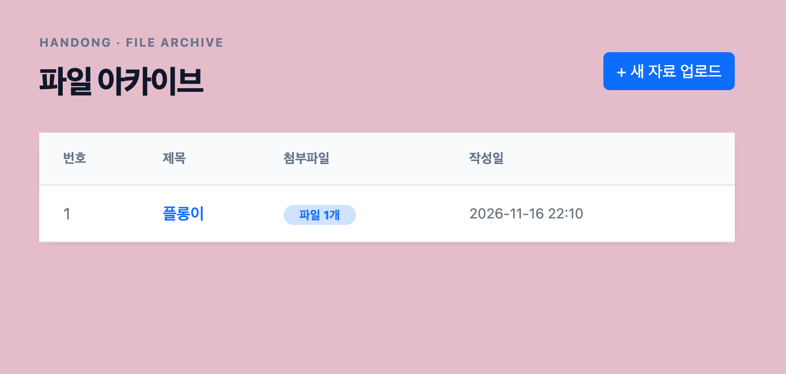 HANDONG · FILE ARCHIVE
파일 아카이브
+ 새 자료 업로드
번호 제목 첨부파일 작성일
1 플롱이 파일 1개 2026-11-16 22:10